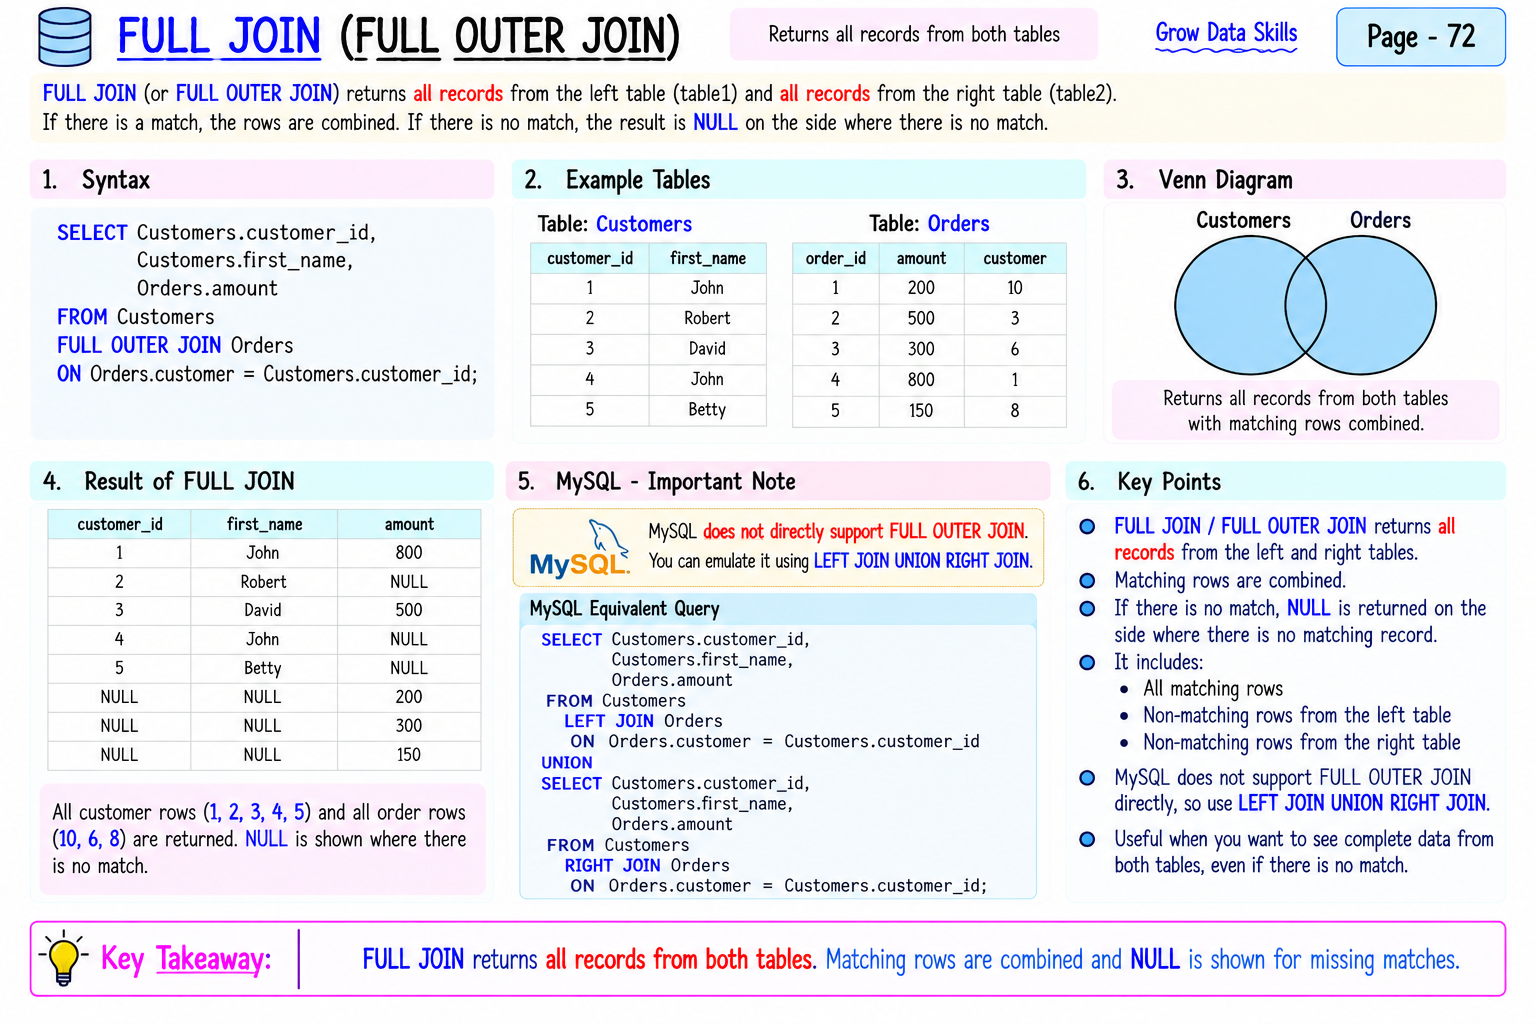 FULL JOIN (FULL OUTER JOIN)
Returns all records from both tables
Grow Data Skills
Page - 72
FULL JOIN (or FULL OUTER JOIN) returns all records from the left table (table1) and all records from the right table (table2).
If there is a match, the rows are combined. If there is no match, the result is NULL on the side where there is no match.
1. Syntax
SELECT Customers.customer_id,
Customers.first_name,
Orders.amount
FROM Customers
FULL OUTER JOIN Orders
ON Orders.customer = Customers.customer_id;
2. Example Tables
Table: Customers
customer_id first_name
1 John
2 Robert
3 David
4 John
5 Betty
Table: Orders
order_id amount customer
1 200 10
2 500 3
3 300 6
4 800 1
5 150 8
3. Venn Diagram
Customers Orders
Returns all records from both tables
with matching rows combined.
4. Result of FULL JOIN
customer_id first_name amount
1 John 800
2 Robert NULL
3 David 500
4 John NULL
5 Betty NULL
NULL NULL 200
NULL NULL 300
NULL NULL 150
All customer rows (1, 2, 3, 4, 5) and all order rows
(10, 6, 8) are returned. NULL is shown where there
is no match.
5. MySQL - Important Note
MySQL
MySQL does not directly support FULL OUTER JOIN.
You can emulate it using LEFT JOIN UNION RIGHT JOIN.
MySQL Equivalent Query
SELECT Customers.customer_id,
Customers.first_name,
Orders.amount
FROM Customers
LEFT JOIN Orders
ON Orders.customer = Customers.customer_id
UNION
SELECT Customers.customer_id,
Customers.first_name,
Orders.amount
FROM Customers
RIGHT JOIN Orders
ON Orders.customer = Customers.customer_id;
6. Key Points
FULL JOIN / FULL OUTER JOIN returns all
records from the left and right tables.
Matching rows are combined.
If there is no match, NULL is returned on the
side where there is no matching record.
It includes:
• All matching rows
• Non-matching rows from the left table
• Non-matching rows from the right table
MySQL does not support FULL OUTER JOIN
directly, so use LEFT JOIN UNION RIGHT JOIN.
Useful when you want to see complete data from
both tables, even if there is no match.
Key Takeaway:
FULL JOIN returns all records from both tables. Matching rows are combined and NULL is shown for missing matches.